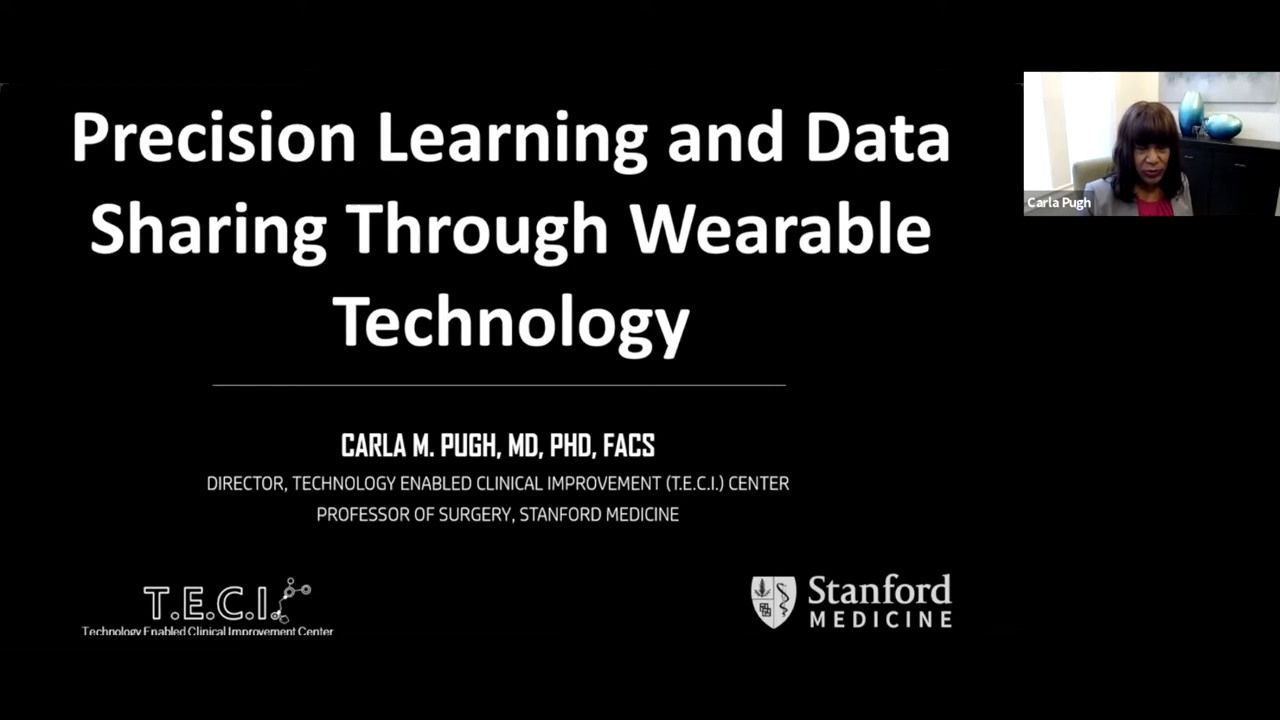 Precision Learning and Data
Sharing Through Wearable
Technology
CARLA M. PUGH, MD, PHD, FACS
DIRECTOR, TECHNOLOGY ENABLED CLINICAL IMPROVEMENT (T.E.C.I.) CENTER
PROFESSOR OF SURGERY, STANFORD MEDICINE
T.E.C.I.
Technology Enabled Clinical Improvement Center
Stanford
MEDICINE
Carla Pugh